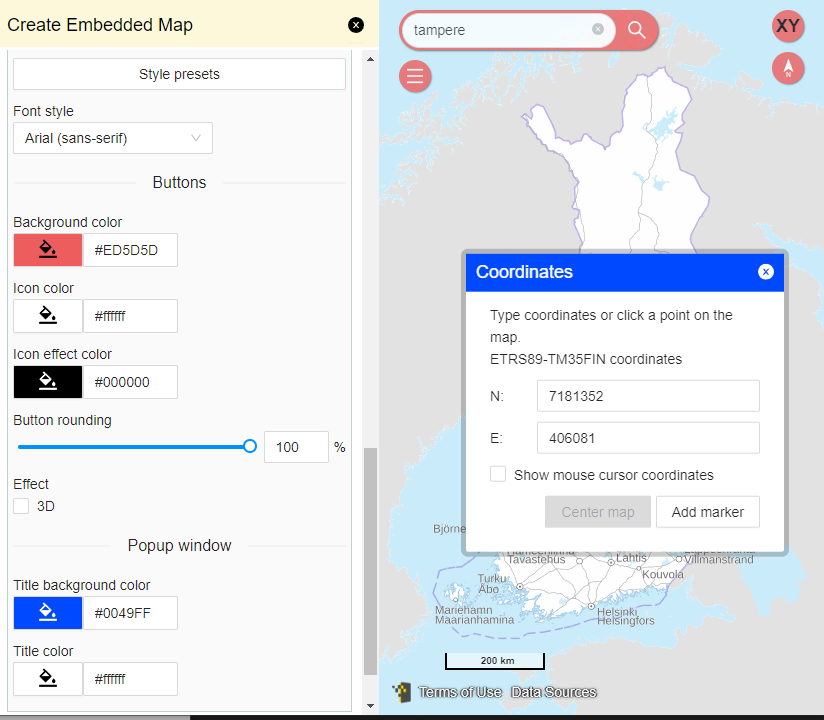 Create Embedded Map
Style presets
Font style
Arial (sans-serif)
Buttons
Background color
#ED5D5D
Icon color
#ffffff
Icon effect color
#000000
Button rounding
100 %
Effect
3D
Popup window
Title background color
#0049FF
Title color
#ffffff
tampere
XY
N
Coordinates
Type coordinates or click a point on the
map.
ETRS89-TM35FIN coordinates
N: 7181352
E: 406081
Show mouse cursor coordinates
Center map Add marker
Björne
Hämeenlinna
Tavastehus
Lahtis
Villmanstrand
Kouvola
Turku
Åbo
Mariehamn
Maarianhamina
Helsinki
Helsingfors
200 km
Terms of Use Data Sources